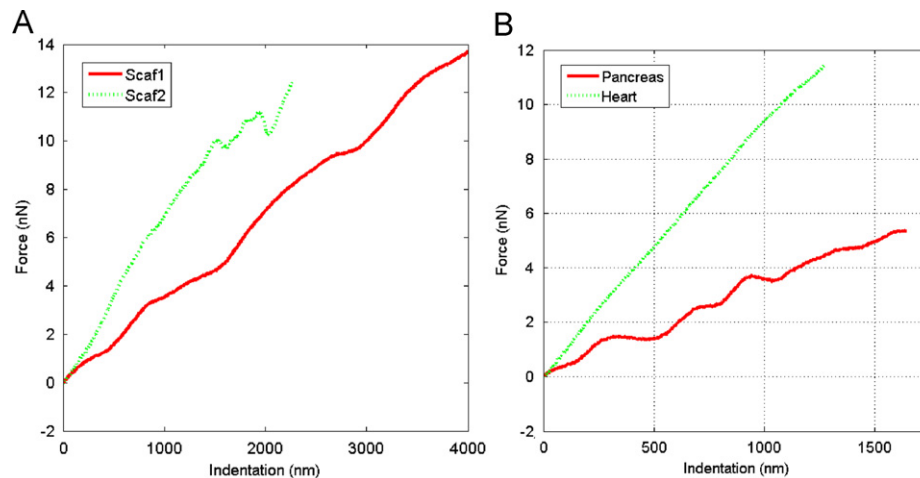 A
14
12
10
8
6
4
2
0
-2
Force (nN)
Scaf1
Scaf2
0 1000 2000 3000 4000
Indentation (nm)
B
12
10
8
6
4
2
0
-2
Force (nN)
Pancreas
Heart
0 500 1000 1500
Indentation (nm)